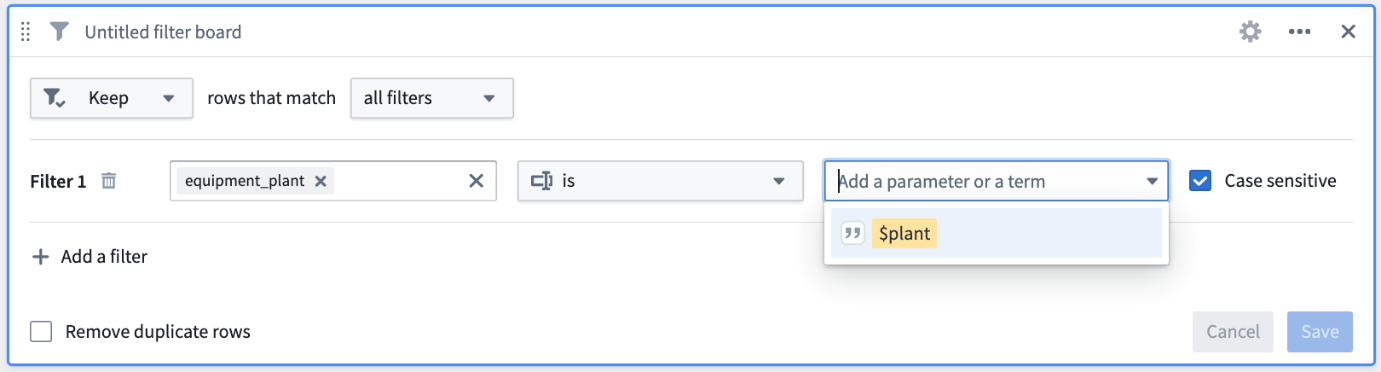 Untitled filter board
Keep rows that match all filters
Filter 1 equipment_plant is Add a parameter or a term Case sensitive
$plant
Add a filter
Remove duplicate rows Cancel Save